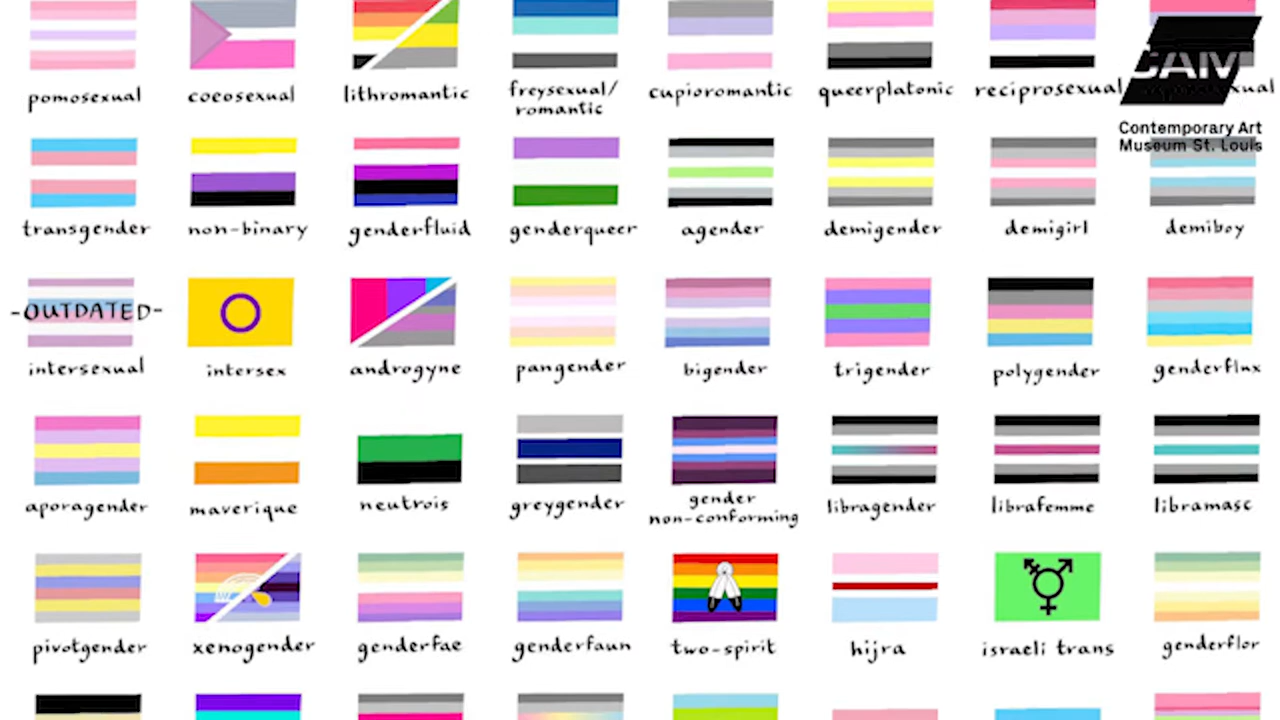 CAM
pomosexual
coeosexual
lithromantic
freysexual/
romantic
cupioromantic
queerplatonic
reciprosexual
xual
Contemporary Art
Museum St. Louis
transgender
non-binary
genderfluid
genderqueer
agender
demigender
demigirl
demiboy
-OUTDATED-
intersexual
intersex
androgyne
pangender
bigender
trigender
polygender
genderflux
aporagender
maverique
neutrois
greygender
gender
non-conforming
libragender
librafemme
libramasc
pivotgender
xenogender
genderfae
genderfaun
two-spirit
hijra
israeli trans
genderflor